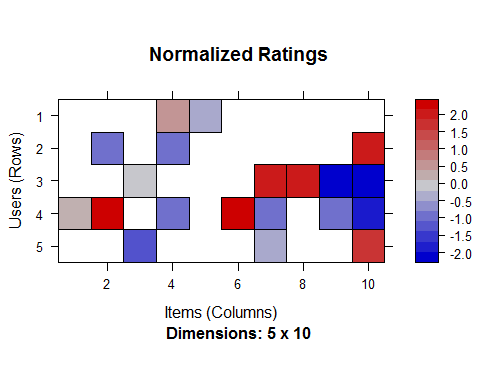 Normalized Ratings
Users (Rows)
1
2
3
4
5
2 4 6 8 10
Items (Columns)
Dimensions: 5 x 10
2.0
1.5
1.0
0.5
0.0
-0.5
-1.0
-1.5
-2.0